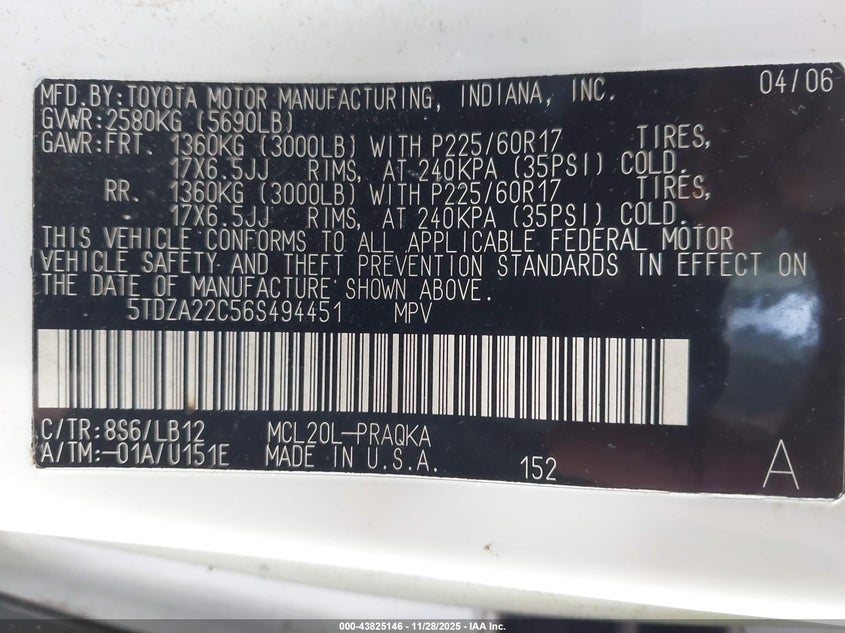 MFD.BY:TOYOTA MOTOR MANUFACTURING, INDIANA, INC. 04/06
GVWR:2580KG (5690LB)
GAWR:FRT. 1360KG (3000LB) WITH P225/60R17 TIRES,
17X6.5JJ RIMS, AT 240KPA (35PSI) COLD.
RR. 1360KG (3000LB) WITH P225/60R17 TIRES,
17X6.5JJ RIMS, AT 240KPA (35PSI) COLD.
THIS VEHICLE CONFORMS TO ALL APPLICABLE FEDERAL MOTOR
VEHICLE SAFETY AND THEFT PREVENTION STANDARDS IN EFFECT ON
THE DATE OF MANUFACTURE SHOWN ABOVE.
5TDZA22C56S494451 MPV
C/TR:8S6/LB12 MCL20L-PRAQKA
A/TM:-01A/U151E MADE IN U.S.A. 152 A
000-43825146 - 11/28/2025 - IAA Inc.